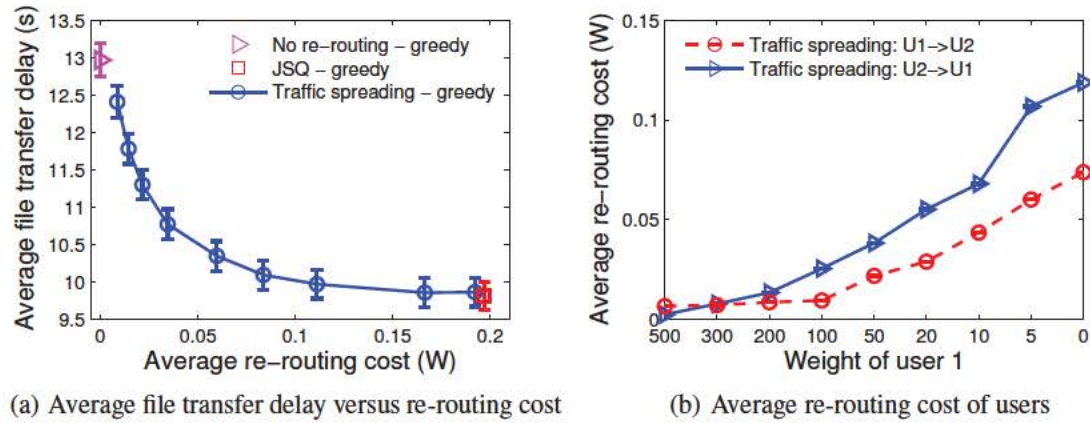 13.5
13
12.5
12
11.5
11
10.5
10
9.5
Average file transfer delay (s)
No re-routing - greedy
JSQ - greedy
Traffic spreading - greedy
0 0.05 0.1 0.15 0.2
Average re-routing cost (W)
(a) Average file transfer delay versus re-routing cost
0.15
0.1
0.05
0
Average re-routing cost (W)
Traffic spreading: U1->U2
Traffic spreading: U2->U1
500 300 200 100 50 20 10 5 0
Weight of user 1
(b) Average re-routing cost of users